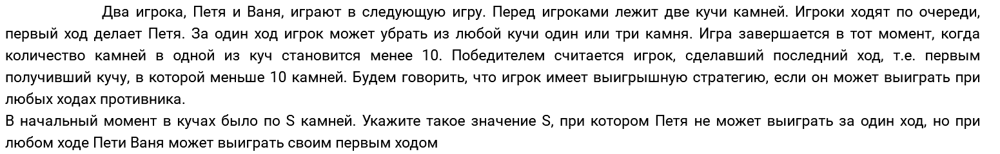 Два игрока, Петя и Ваня, играют в следующую игру. Перед игроками лежит две кучи камней. Игроки ходят по очереди,
первый ход делает Петя. За один ход игрок может убрать из любой кучи один или три камня. Игра завершается в тот момент, когда
количество камней в одной из куч становится менее 10. Победителем считается игрок, сделавший последний ход, т.е. первым
получивший кучу, в которой меньше 10 камней. Будем говорить, что игрок имеет выигрышную стратегию, если он может выиграть при
любых ходах противника.
В начальный момент в кучах было по S камней. Укажите такое значение S, при котором Петя не может выиграть за один ход, но при
любом ходе Пети Ваня может выиграть своим первым ходом